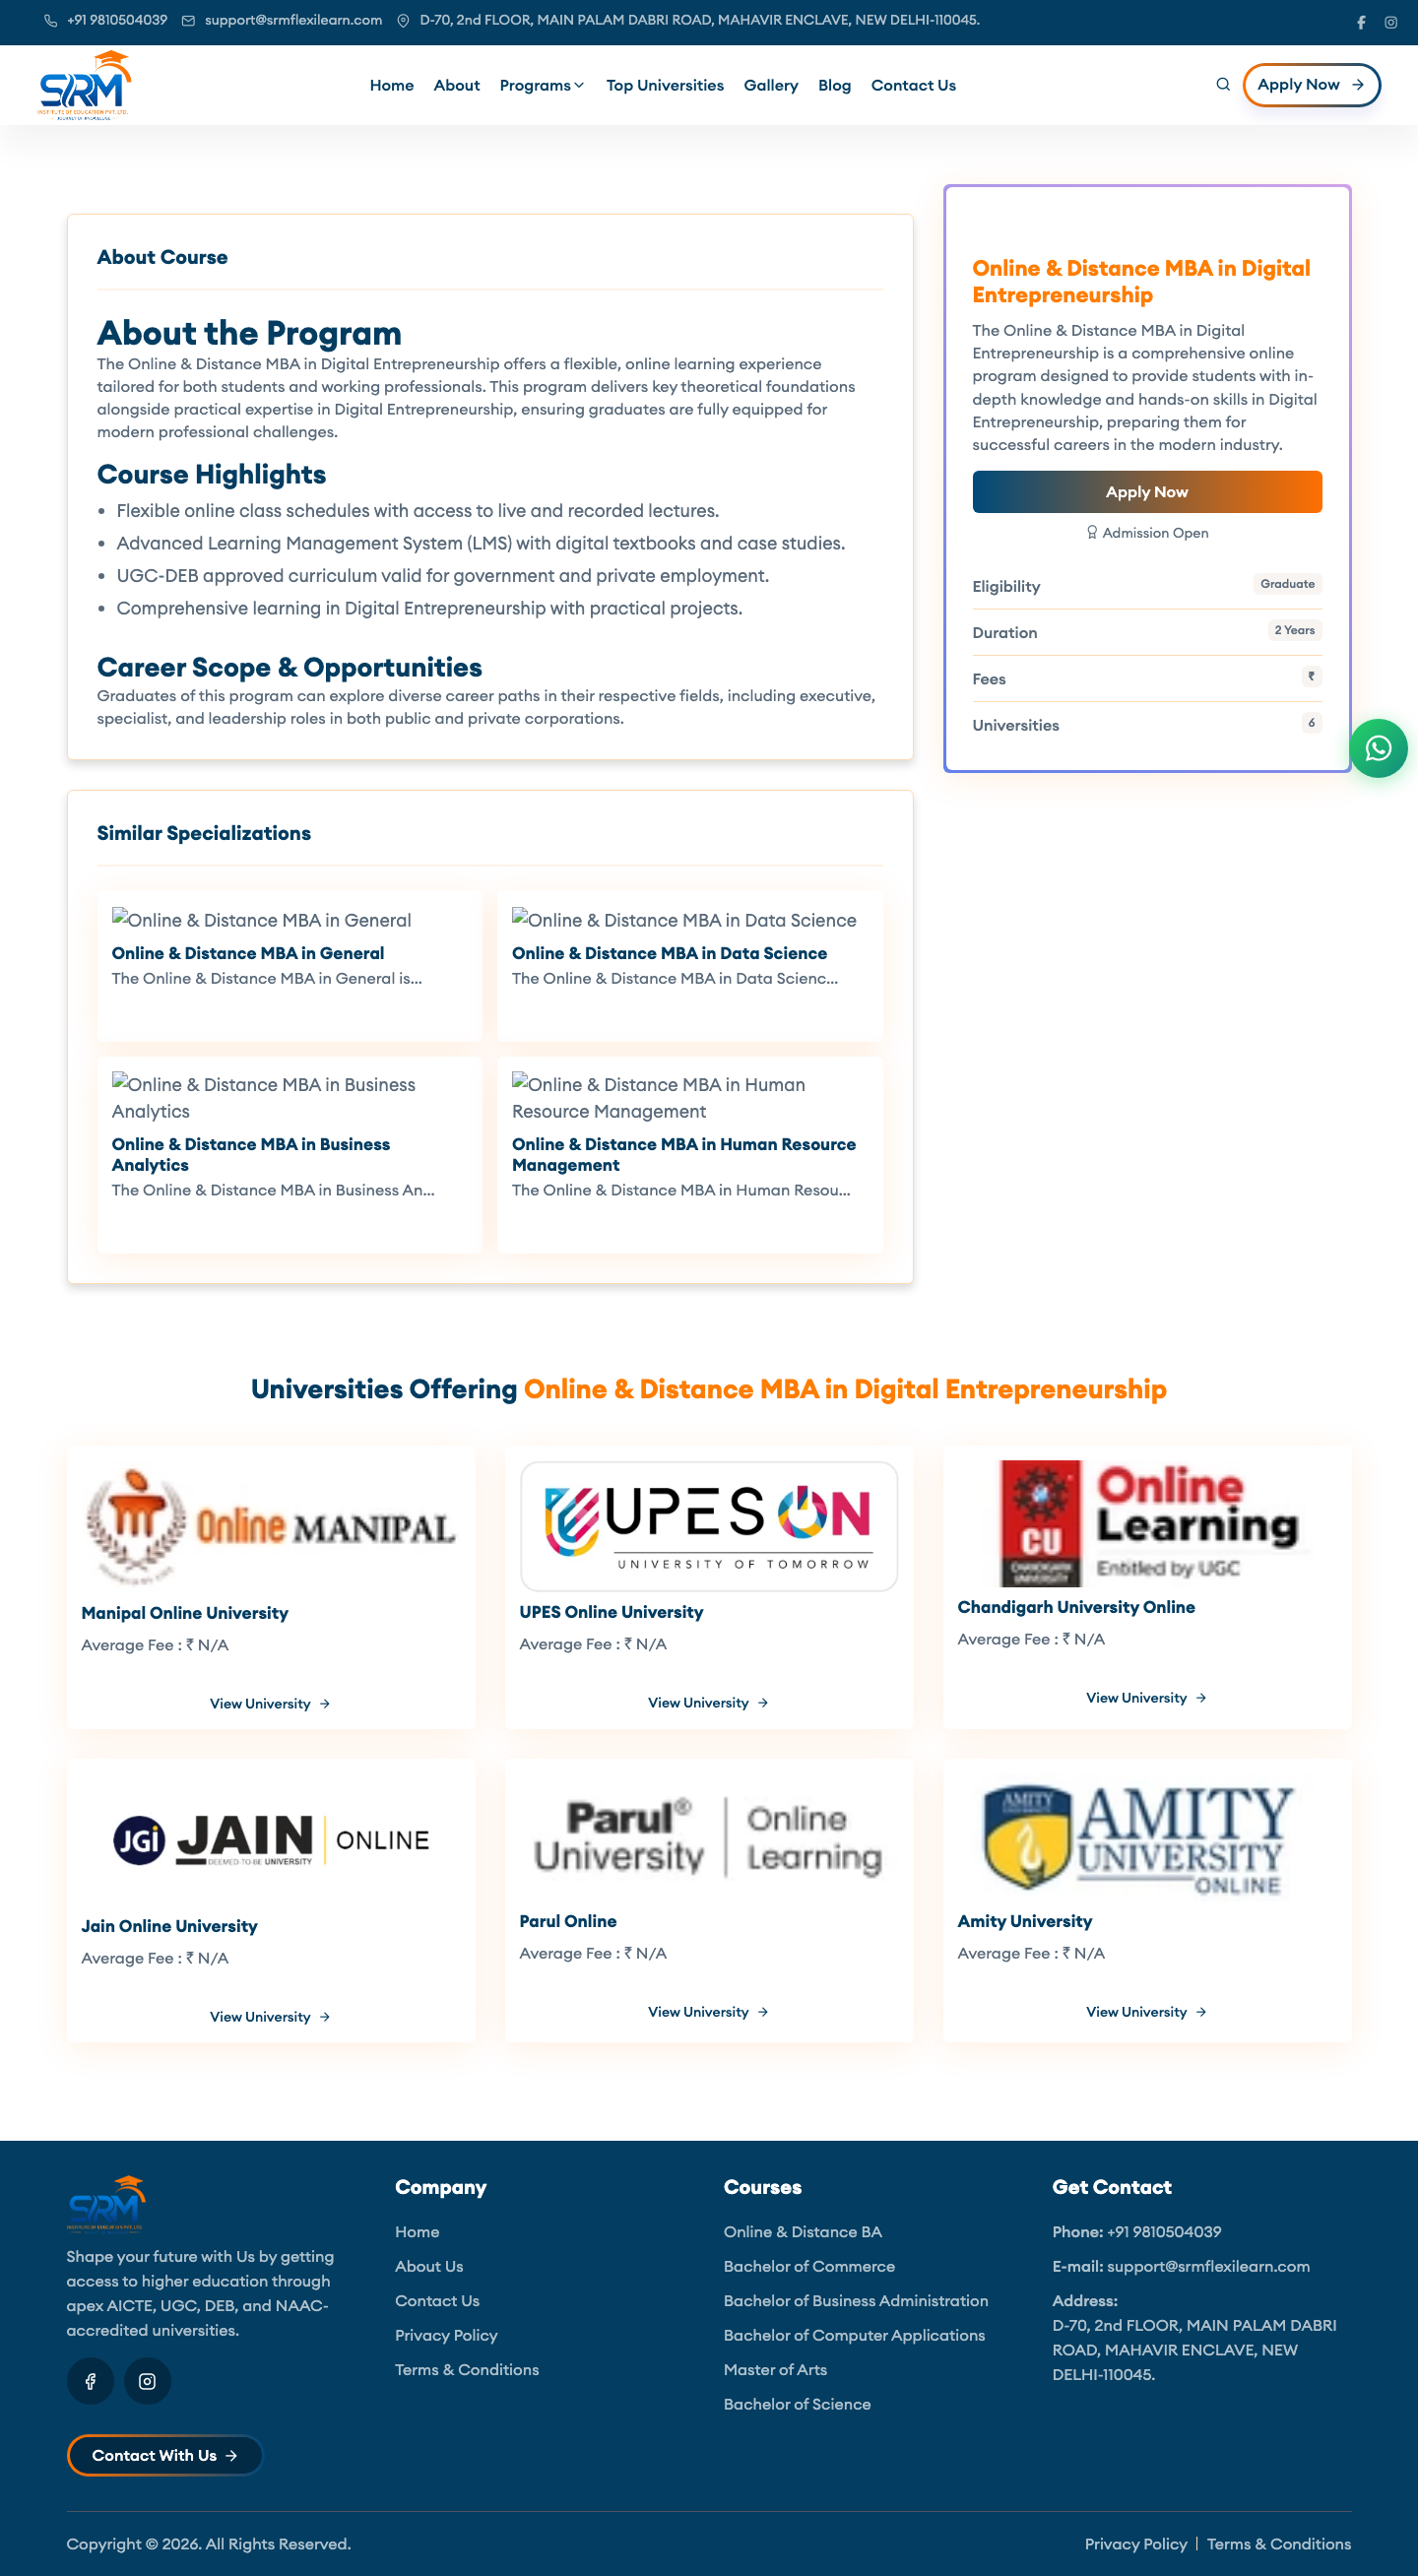 +91 9810504039 support@srmflexilearn.com D-70, 2nd FLOOR, MAIN PALAM DABRI ROAD, MAHAVIR ENCLAVE, NEW DELHI-110045.
SRM
INSTITUTE OF EDUCATION PVT. LTD.
JOURNEY OF KNOWLEDGE
Home About Programs Top Universities Gallery Blog Contact Us
Apply Now
About Course
About the Program
The Online & Distance MBA in Digital Entrepreneurship offers a flexible, online learning experience
tailored for both students and working professionals. This program delivers key theoretical foundations
alongside practical expertise in Digital Entrepreneurship, ensuring graduates are fully equipped for
modern professional challenges.
Course Highlights
• Flexible online class schedules with access to live and recorded lectures.
• Advanced Learning Management System (LMS) with digital textbooks and case studies.
• UGC-DEB approved curriculum valid for government and private employment.
• Comprehensive learning in Digital Entrepreneurship with practical projects.
Career Scope & Opportunities
Graduates of this program can explore diverse career paths in their respective fields, including executive,
specialist, and leadership roles in both public and private corporations.
Online & Distance MBA in Digital
Entrepreneurship
The Online & Distance MBA in Digital
Entrepreneurship is a comprehensive online
program designed to provide students with in-
depth knowledge and hands-on skills in Digital
Entrepreneurship, preparing them for
successful careers in the modern industry.
Apply Now
Admission Open
Eligibility Graduate
Duration 2 Years
Fees ₹
Universities 6
Similar Specializations
Online & Distance MBA in General
Online & Distance MBA in General
The Online & Distance MBA in General is...
Online & Distance MBA in Data Science
Online & Distance MBA in Data Science
The Online & Distance MBA in Data Scienc...
Online & Distance MBA in Business
Analytics
Online & Distance MBA in Business
Analytics
The Online & Distance MBA in Business An...
Online & Distance MBA in Human
Resource Management
Online & Distance MBA in Human Resource
Management
The Online & Distance MBA in Human Resou...
Universities Offering Online & Distance MBA in Digital Entrepreneurship
Online MANIPAL
Manipal Online University
Average Fee : ₹ N/A
View University
UPES ON
UNIVERSITY OF TOMORROW
UPES Online University
Average Fee : ₹ N/A
View University
CU
CHANDIGARH
UNIVERSITY
Online
Learning
Entitled by UGC
Chandigarh University Online
Average Fee : ₹ N/A
View University
JGI JAIN ONLINE
DEEMED-TO-BE UNIVERSITY
Jain Online University
Average Fee : ₹ N/A
View University
Parul® University
Online Learning
Parul Online
Average Fee : ₹ N/A
View University
AMITY
UNIVERSITY
AMITY
UNIVERSITY
ONLINE
Amity University
Average Fee : ₹ N/A
View University
SRM
INSTITUTE OF EDUCATION PVT. LTD.
Shape your future with Us by getting
access to higher education through
apex AICTE, UGC, DEB, and NAAC-
accredited universities.
Contact With Us
Company
Home
About Us
Contact Us
Privacy Policy
Terms & Conditions
Courses
Online & Distance BA
Bachelor of Commerce
Bachelor of Business Administration
Bachelor of Computer Applications
Master of Arts
Bachelor of Science
Get Contact
Phone: +91 9810504039
E-mail: support@srmflexilearn.com
Address:
D-70, 2nd FLOOR, MAIN PALAM DABRI
ROAD, MAHAVIR ENCLAVE, NEW
DELHI-110045.
Copyright © 2026. All Rights Reserved.
Privacy Policy | Terms & Conditions